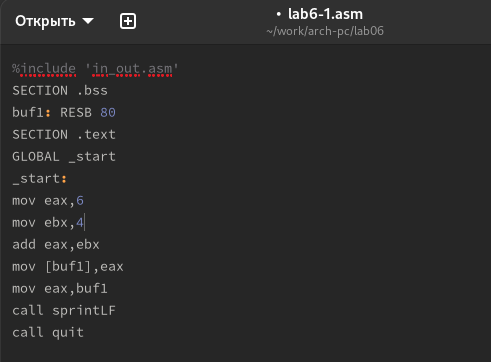 Открыть
• lab6-1.asm
~/work/arch-pc/lab06
%include 'in_out.asm'
SECTION .bss
buf1: RESB 80
SECTION .text
GLOBAL _start
_start:
mov eax,6
mov ebx,4
add eax,ebx
mov [buf1],eax
mov eax,buf1
call sprintLF
call quit